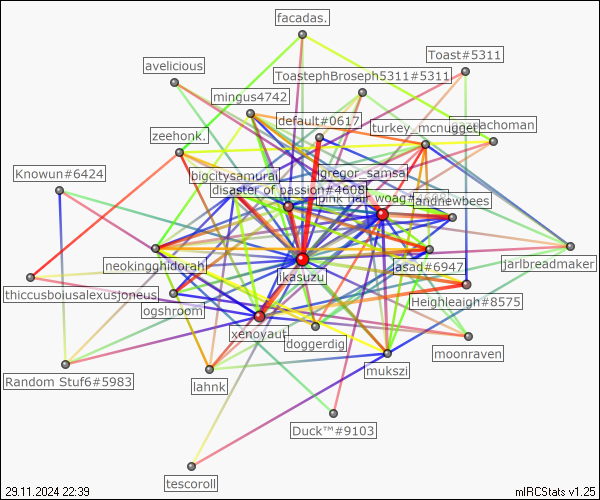 facadas.
Toast#5311
avelicious
ToastephBroseph5311#5311
mingus4742
default#0617
turkey_mcnugget
achoman
zeehonk.
Knowun#6424
bigcitysamurai
gregor_samsa
disaster of passion#4608
pink hair
woag#4608
andnewbees
neokingghidorah
ikasuzu
jasad#6947
jarlbreadmaker
thiccusboiusalexusjoneus
ogshroom
Heighleaigh#8575
xenoyaut
doggerdig
moonraven
mukszi
Random Stuf6#5983
lahnk
Duck™#9103
tescoroll
29.11.2024 22:39
mIRCStats v1.25